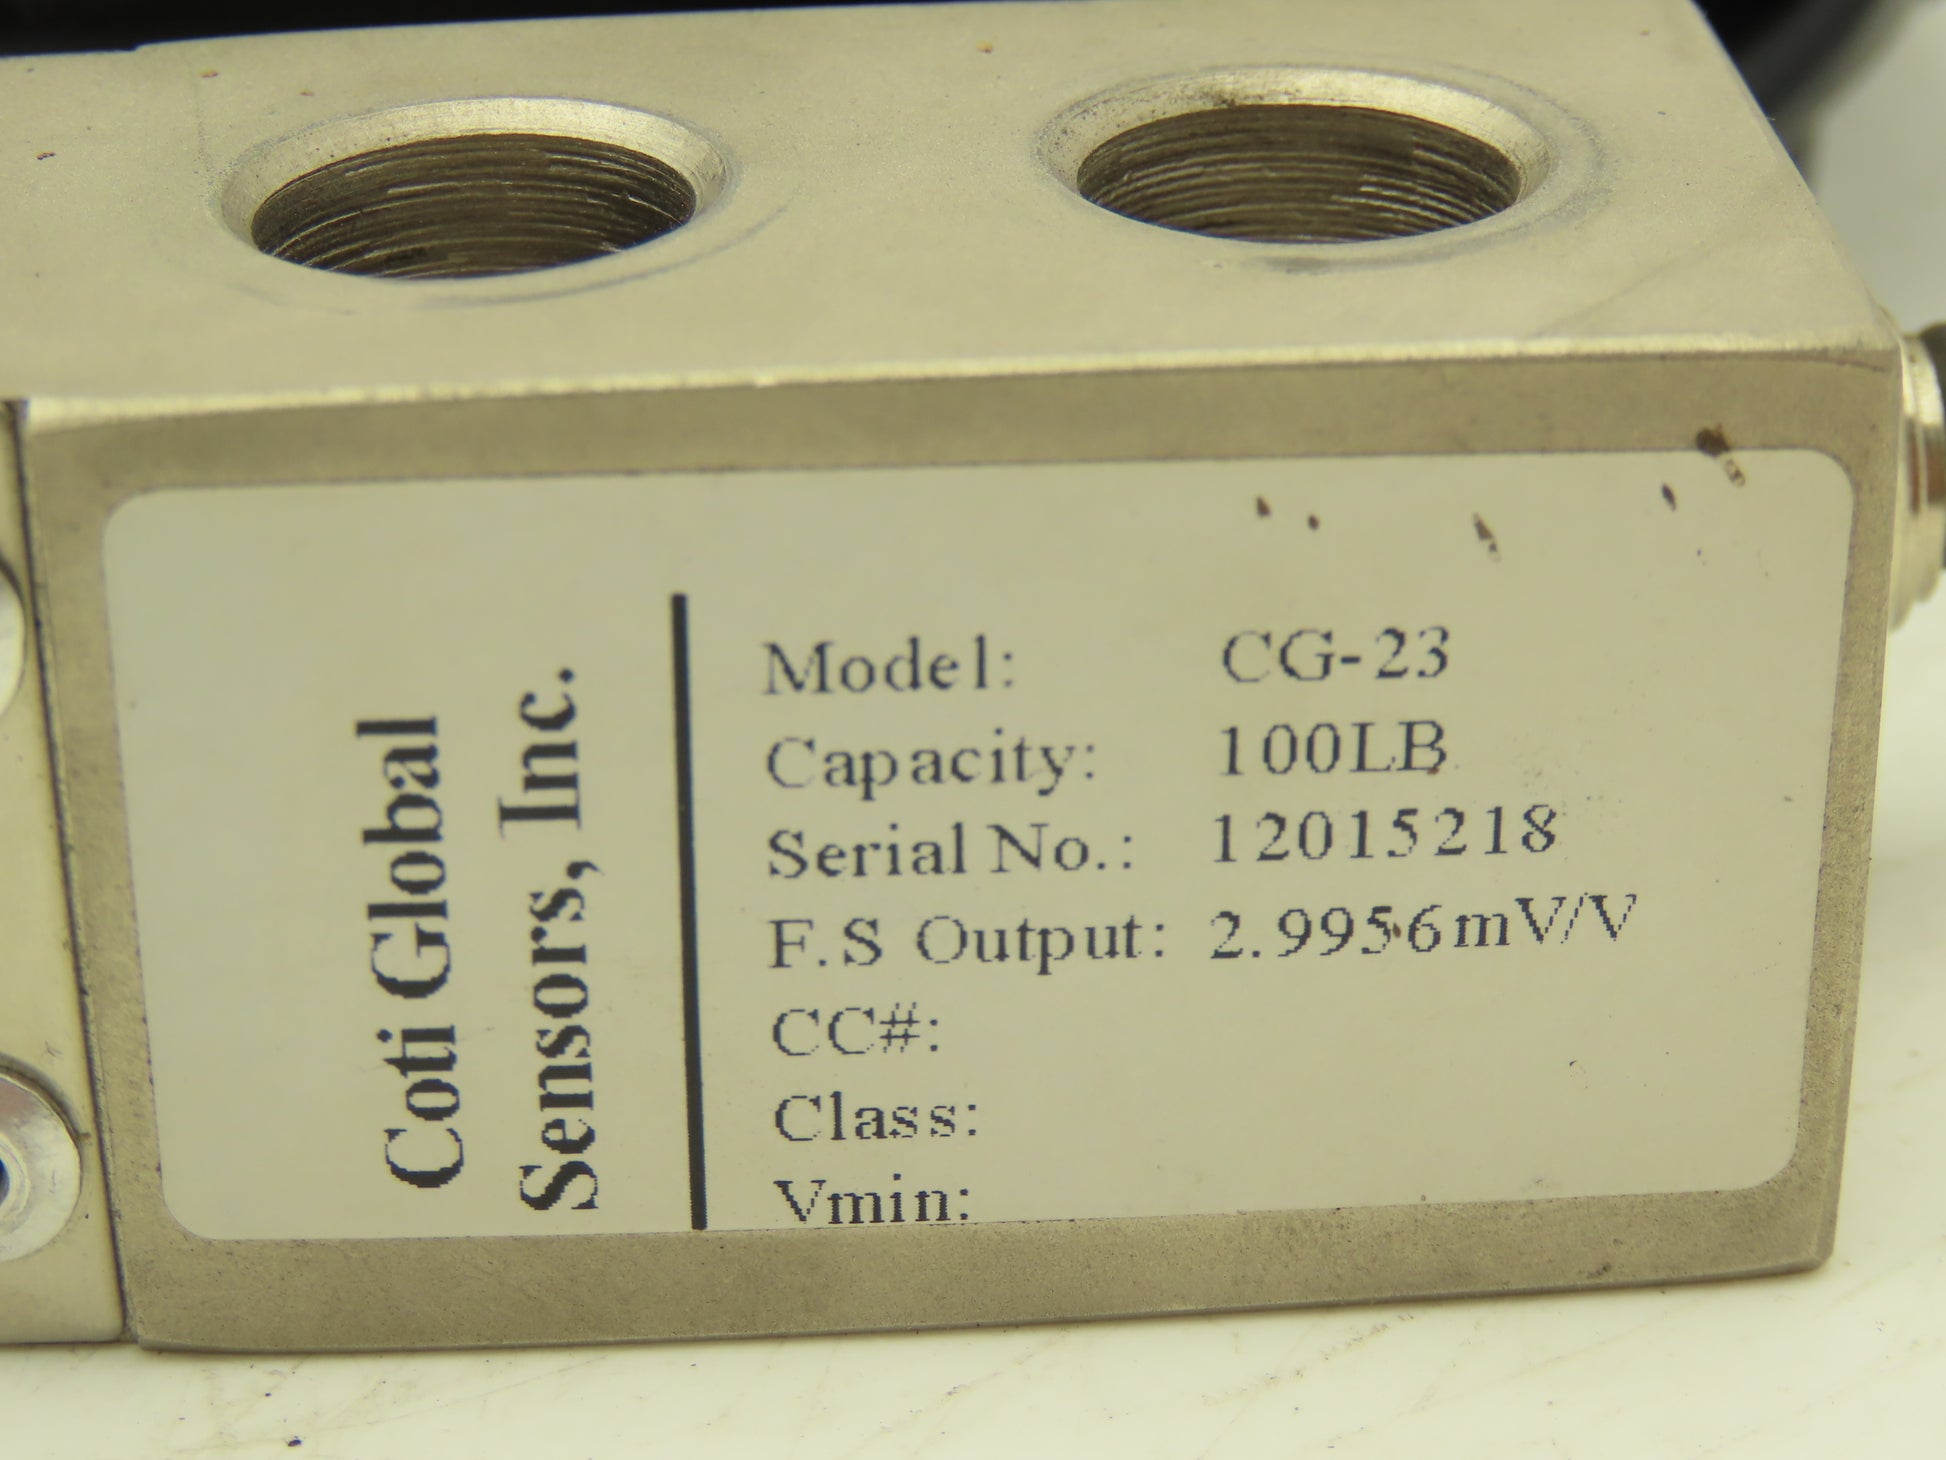 Coti Global
Sensors, Inc.
Model: CG-23
Capacity: 100LB
Serial No.: 12015218
F.S Output: 2.9956mV/V
CC#:
Class:
Vmin: